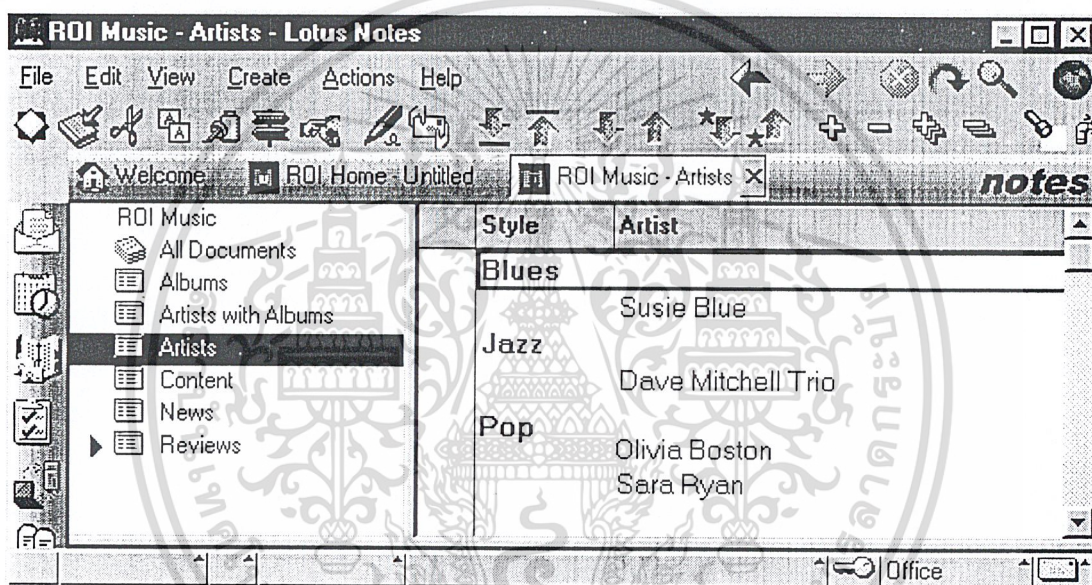 ROI Music - Artists - Lotus Notes
File Edit View Create Actions Help
Welcome ROI Home - Untitled ROI Music - Artists
notes
ROI Music
All Documents
Albums
Artists with Albums
Artists
Content
News
Reviews
Style Artist
Blues
Susie Blue
Jazz
Dave Mitchell Trio
Pop
Olivia Boston
Sara Ryan
Office